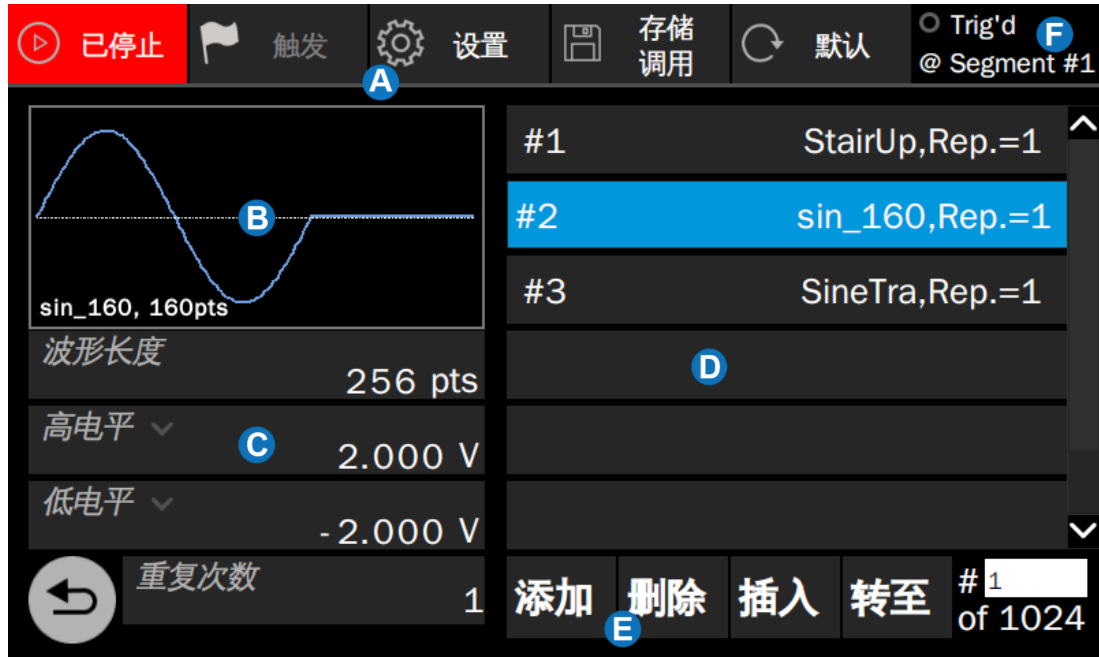 已停止
触发
设置
存储
调用
默认
Trig'd
@ Segment #1
A
F
B
sin_160, 160pts
#1 StairUp,Rep.=1
#2 sin_160,Rep.=1
#3 SineTra,Rep.=1
D
波形长度
256 pts
高电平
C
2.000 V
低电平
-2.000 V
重复次数
1
添加
删除
插入
转至
E
# 1
of 1024